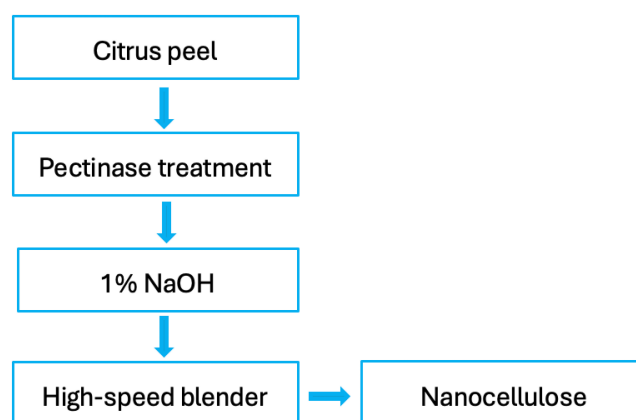 Citrus peel
Pectinase treatment
1% NaOH
High-speed blender
Nanocellulose